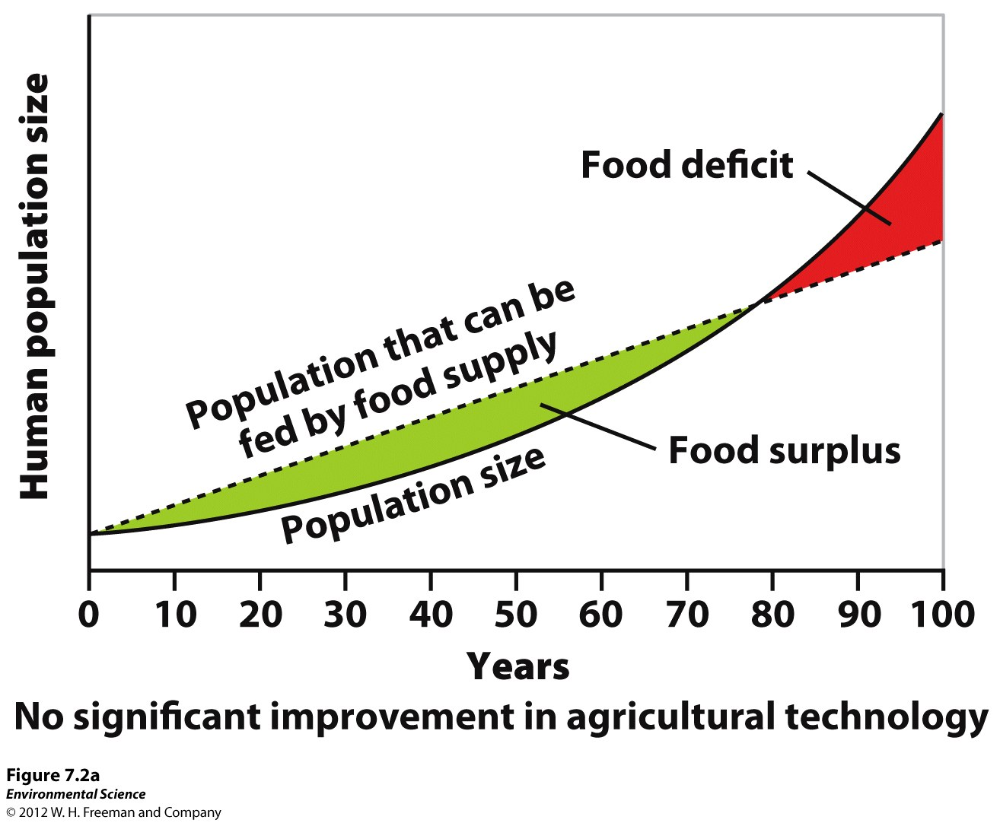 Human population size
Food deficit
Population that can be
fed by food supply
Food surplus
Population size
0 10 20 30 40 50 60 70 80 90 100
Years
No significant improvement in agricultural technology
Figure 7.2a
Environmental Science
© 2012 W. H. Freeman and Company